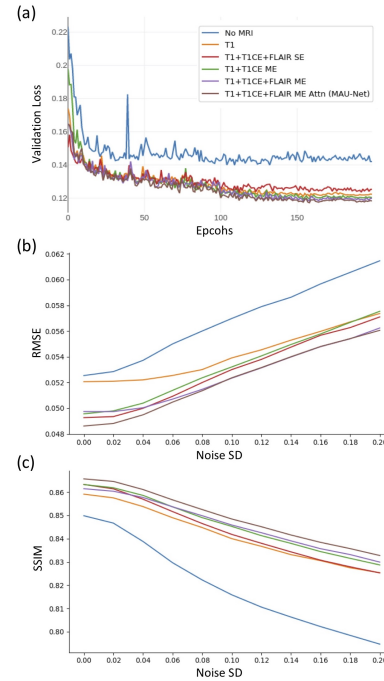 (a)
0.22
0.2
0.18
0.16
0.14
0.12
Validation Loss
No MRI
T1
T1+T1CE+FLAIR SE
T1+T1CE ME
T1+T1CE+FLAIR ME
T1+T1CE+FLAIR ME Attn (MAU-Net)
0
50
100
150
Epcohs
(b)
0.062
0.060
0.058
0.056
0.054
0.052
0.050
0.048
RMSE
0.00 0.02 0.04 0.06 0.08 0.10 0.12 0.14 0.16 0.18 0.20
Noise SD
(c)
0.86
0.85
0.84
0.83
0.82
0.81
0.80
SSIM
0.00 0.02 0.04 0.06 0.08 0.10 0.12 0.14 0.16 0.18 0.20
Noise SD